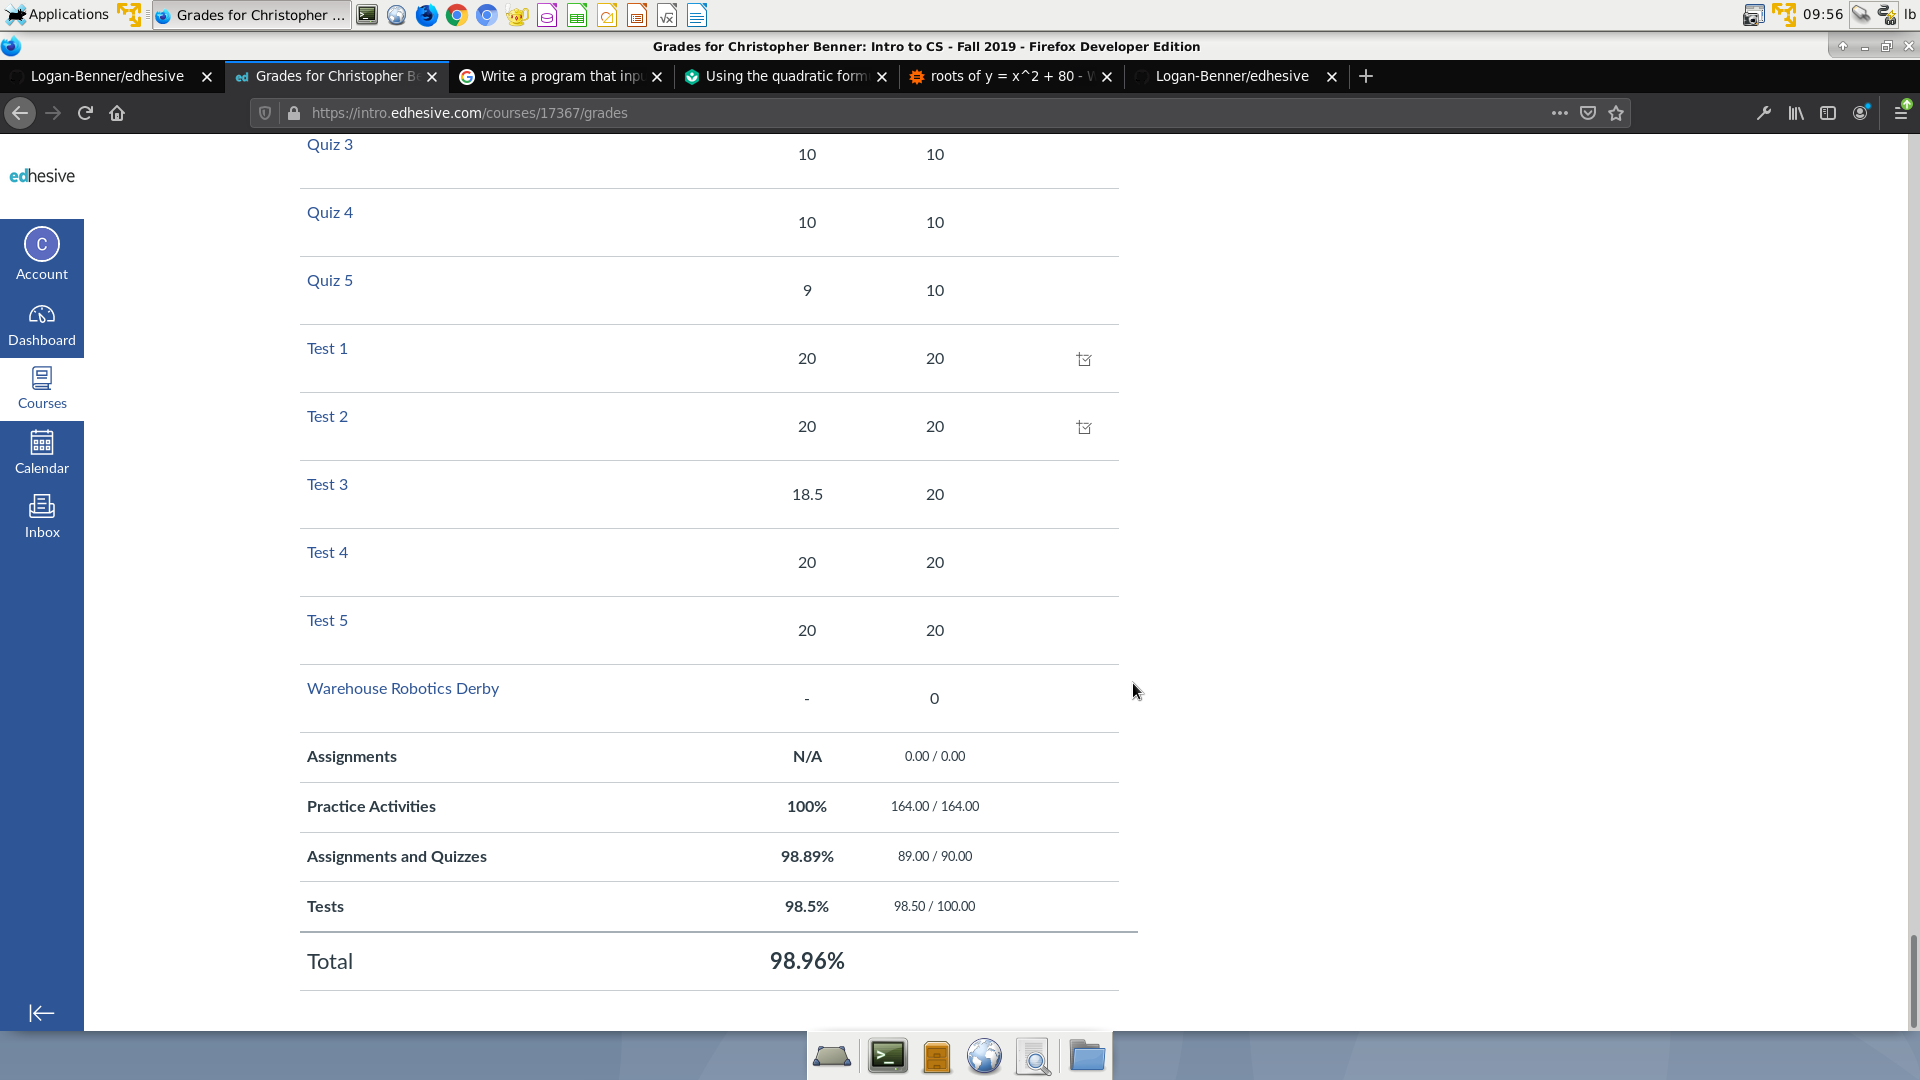 Applications
Grades for Christopher ...
09:56
lb
Grades for Christopher Benner: Intro to CS - Fall 2019 - Firefox Developer Edition
Logan-Benner/edhesive
ed Grades for Christopher Be
Write a program that inpu
Using the quadratic form
roots of y = x^2 + 80 - W
Logan-Benner/edhesive
https://intro.edhesive.com/courses/17367/grades
edhesive
C
Account
Dashboard
Courses
Calendar
Inbox
Quiz 3 10 10
Quiz 4 10 10
Quiz 5 9 10
Test 1 20 20
Test 2 20 20
Test 3 18.5 20
Test 4 20 20
Test 5 20 20
Warehouse Robotics Derby - 0
Assignments N/A 0.00 / 0.00
Practice Activities 100% 164.00 / 164.00
Assignments and Quizzes 98.89% 89.00 / 90.00
Tests 98.5% 98.50 / 100.00
Total 98.96%